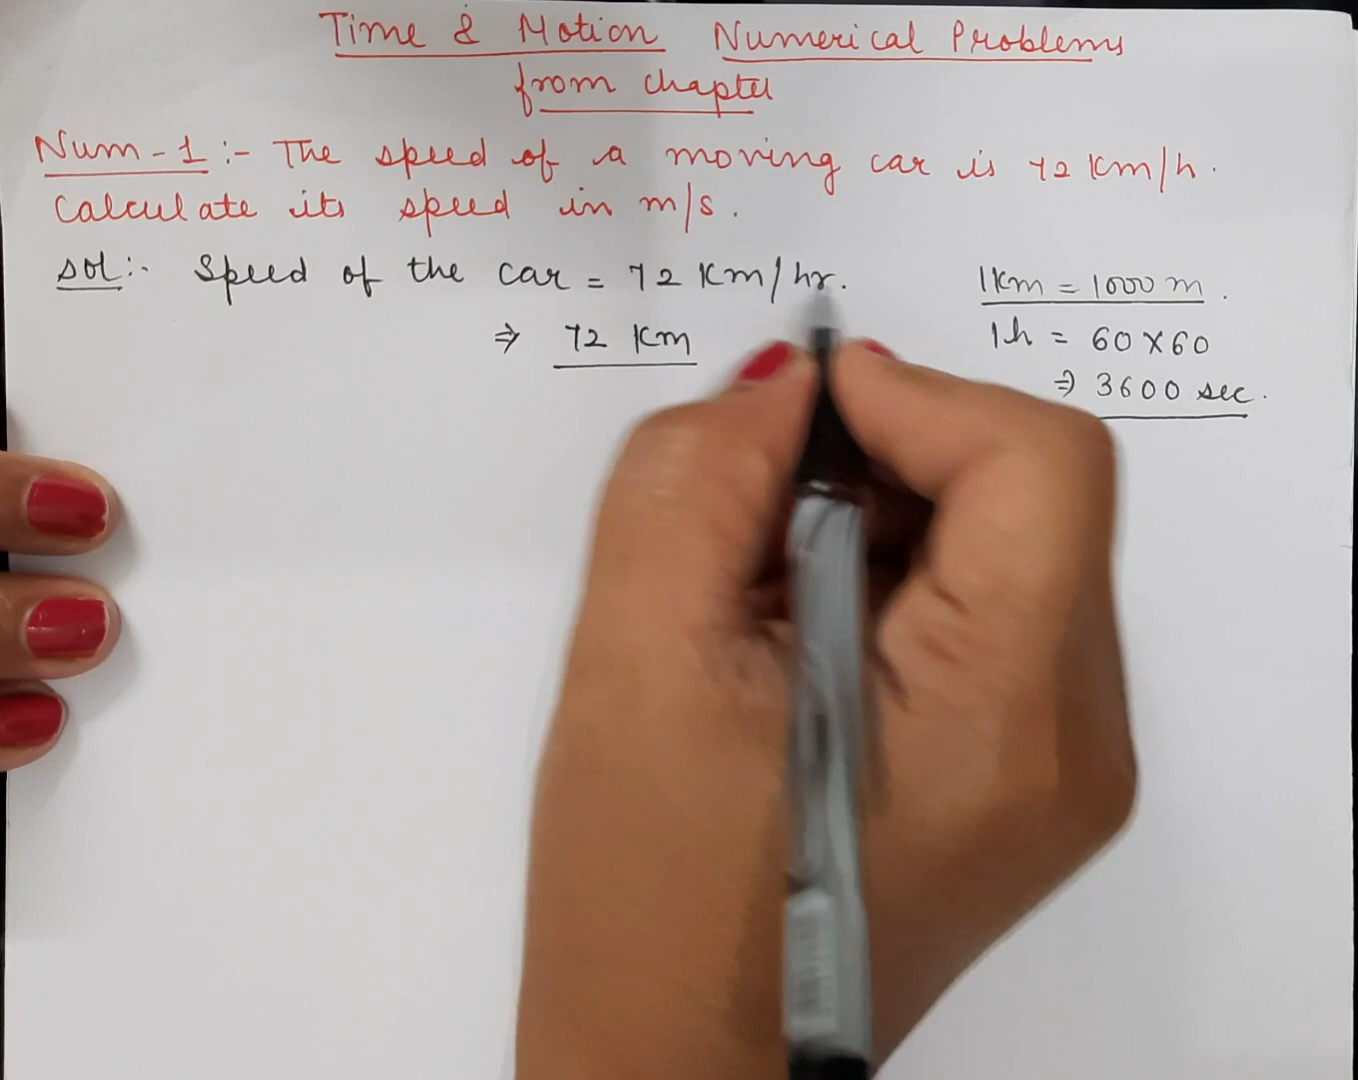 Time & Motion Numerical Problems
from chapter
Num-1:- The speed of a moving car is 72 km/h.
Calculate its speed in m/s.
Sol:- Speed of the car = 72 Km/hr.
1Km = 1000 m.
⇒ 72 Km
1h = 60×60
⇒ 3600 sec.